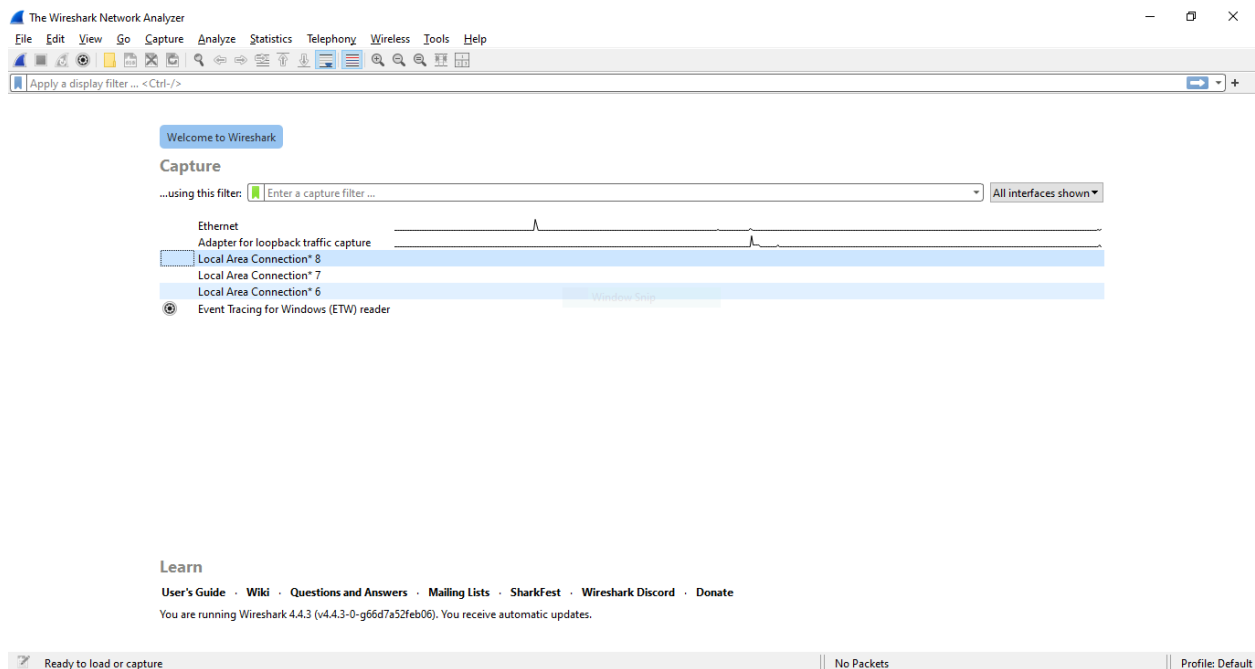 The Wireshark Network Analyzer
File Edit View Go Capture Analyze Statistics Telephony Wireless Tools Help
Apply a display filter ... <Ctrl-/>
Welcome to Wireshark
Capture
...using this filter: Enter a capture filter ... All interfaces shown
Ethernet
Adapter for loopback traffic capture
Local Area Connection* 8
Local Area Connection* 7
Local Area Connection* 6
Window Snip
Event Tracing for Windows (ETW) reader
Learn
User's Guide · Wiki · Questions and Answers · Mailing Lists · SharkFest · Wireshark Discord · Donate
You are running Wireshark 4.4.3 (v4.4.3-0-g66d7a52feb06). You receive automatic updates.
Ready to load or capture No Packets Profile: Default